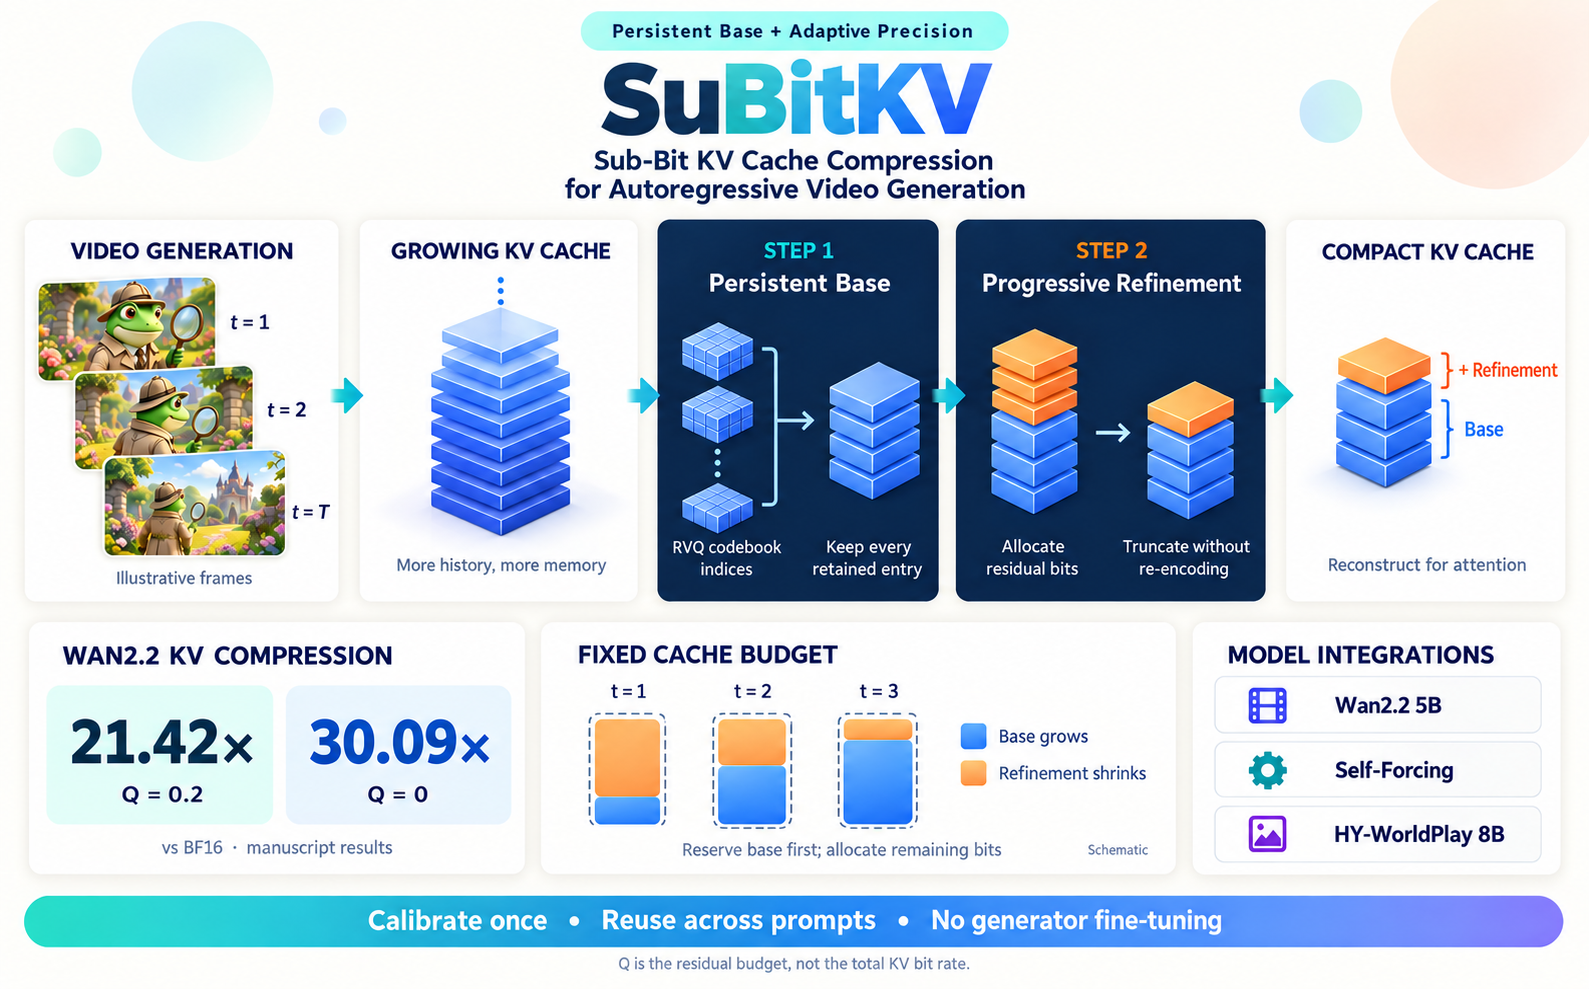 Persistent Base + Adaptive Precision
SuBitKV
Sub-Bit KV Cache Compression
for Autoregressive Video Generation
VIDEO GENERATION
t = 1
t = 2
t = T
Illustrative frames
GROWING KV CACHE
More history, more memory
STEP 1
Persistent Base
RVQ codebook
indices
Keep every
retained entry
STEP 2
Progressive Refinement
Allocate
residual bits
Truncate without
re-encoding
COMPACT KV CACHE
+ Refinement
Base
Reconstruct for attention
WAN2.2 KV COMPRESSION
21.42×
Q = 0.2
30.09×
Q = 0
vs BF16 · manuscript results
FIXED CACHE BUDGET
t = 1
t = 2
t = 3
Base grows
Refinement shrinks
Reserve base first; allocate remaining bits
Schematic
MODEL INTEGRATIONS
Wan2.2 5B
Self-Forcing
HY-WorldPlay 8B
Calibrate once • Reuse across prompts • No generator fine-tuning
Q is the residual budget, not the total KV bit rate.